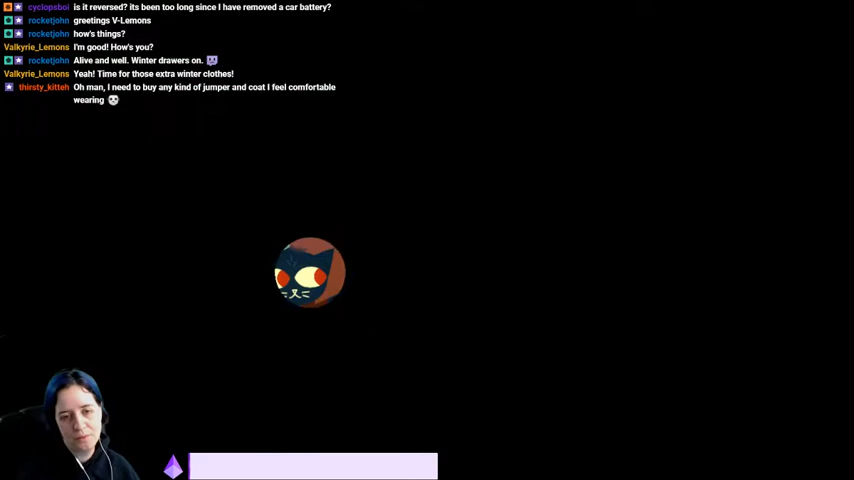 cyclopsboi is it reversed? its been too long since I have removed a car battery?
rocketjohn greetings V-Lemons
rocketjohn how's things?
Valkyrie_Lemons I'm good! How's you?
rocketjohn Alive and well. Winter drawers on.
Valkyrie_Lemons Yeah! Time for those extra winter clothes!
thirsty_kitteh Oh man, I need to buy any kind of jumper and coat I feel comfortable
wearing